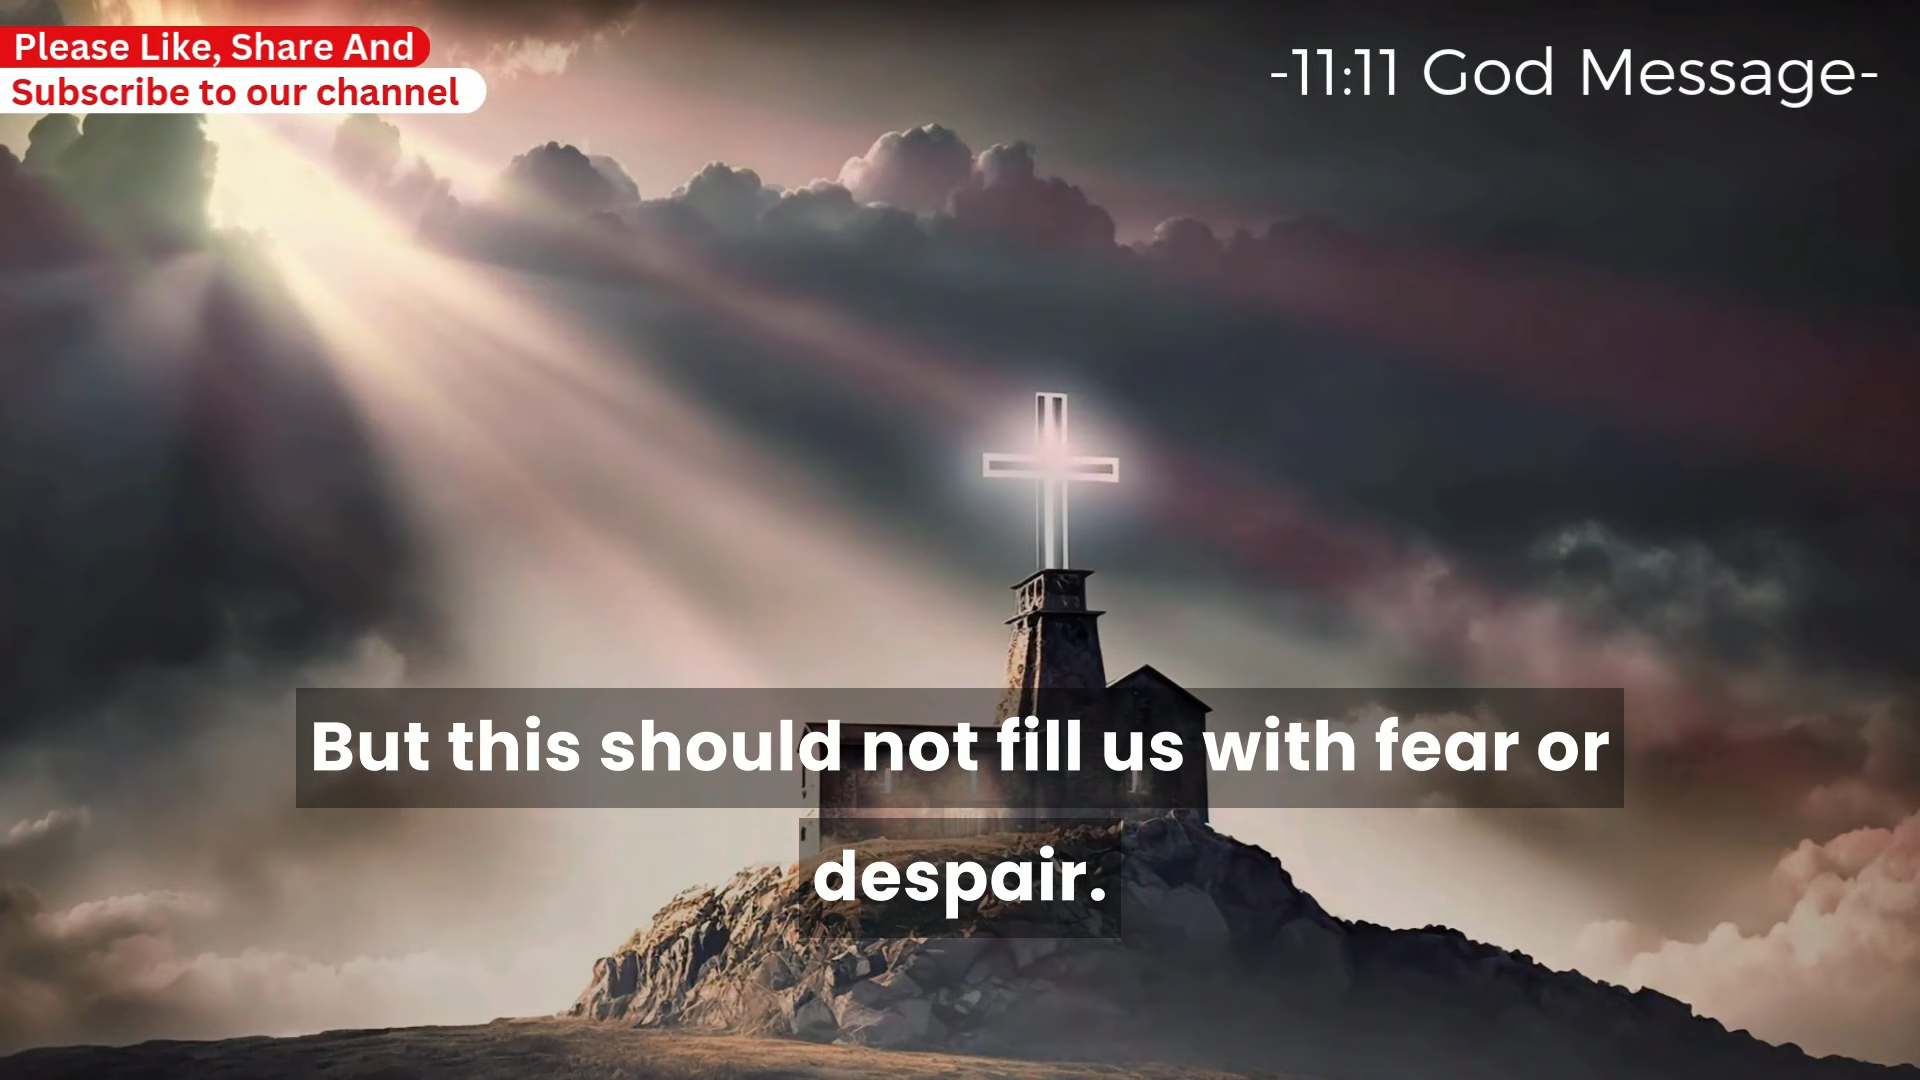 Please Like, Share And
Subscribe to our channel
-11:11 God Message-
But this should not fill us with fear or
despair.